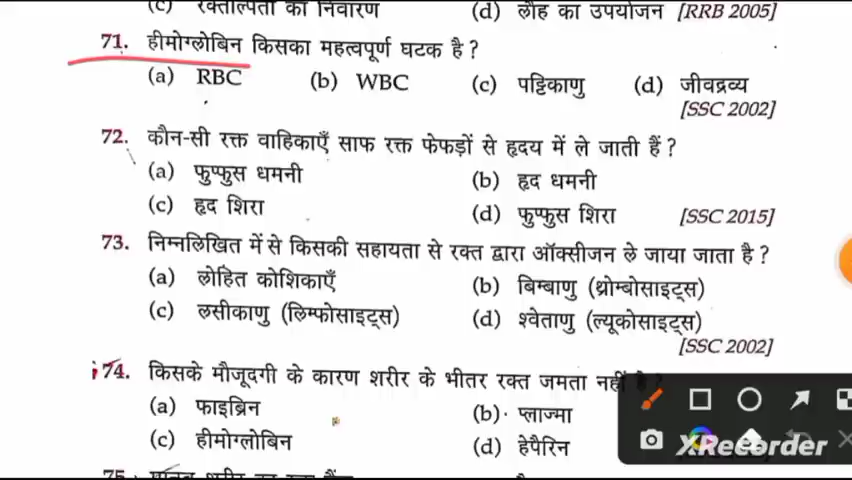 (c) रक्ताल्पता का निवारण (d) लौह का उपयोजन [RRB 2005]
71. हीमोग्लोबिन किसका महत्वपूर्ण घटक है ?
(a) RBC (b) WBC (c) पट्टिकाणु (d) जीवद्रव्य
[SSC 2002]
72. कौन-सी रक्त वाहिकाएँ साफ रक्त फेफड़ों से हृदय में ले जाती हैं ?
(a) फुप्फुस धमनी (b) हृद धमनी
(c) हृद शिरा (d) फुप्फुस शिरा [SSC 2015]
73. निम्नलिखित में से किसकी सहायता से रक्त द्वारा ऑक्सीजन ले जाया जाता है ?
(a) लोहित कोशिकाएँ (b) बिम्बाणु (थ्रोम्बोसाइट्स)
(c) लसीकाणु (लिम्फोसाइट्स) (d) श्वेताणु (ल्यूकोसाइट्स)
[SSC 2002]
74. किसके मौजूदगी के कारण शरीर के भीतर रक्त जमता नहीं है ?
(a) फाइब्रिन (b) प्लाज्मा
(c) हीमोग्लोबिन (d) हेपैरिन
XRecorder
75.